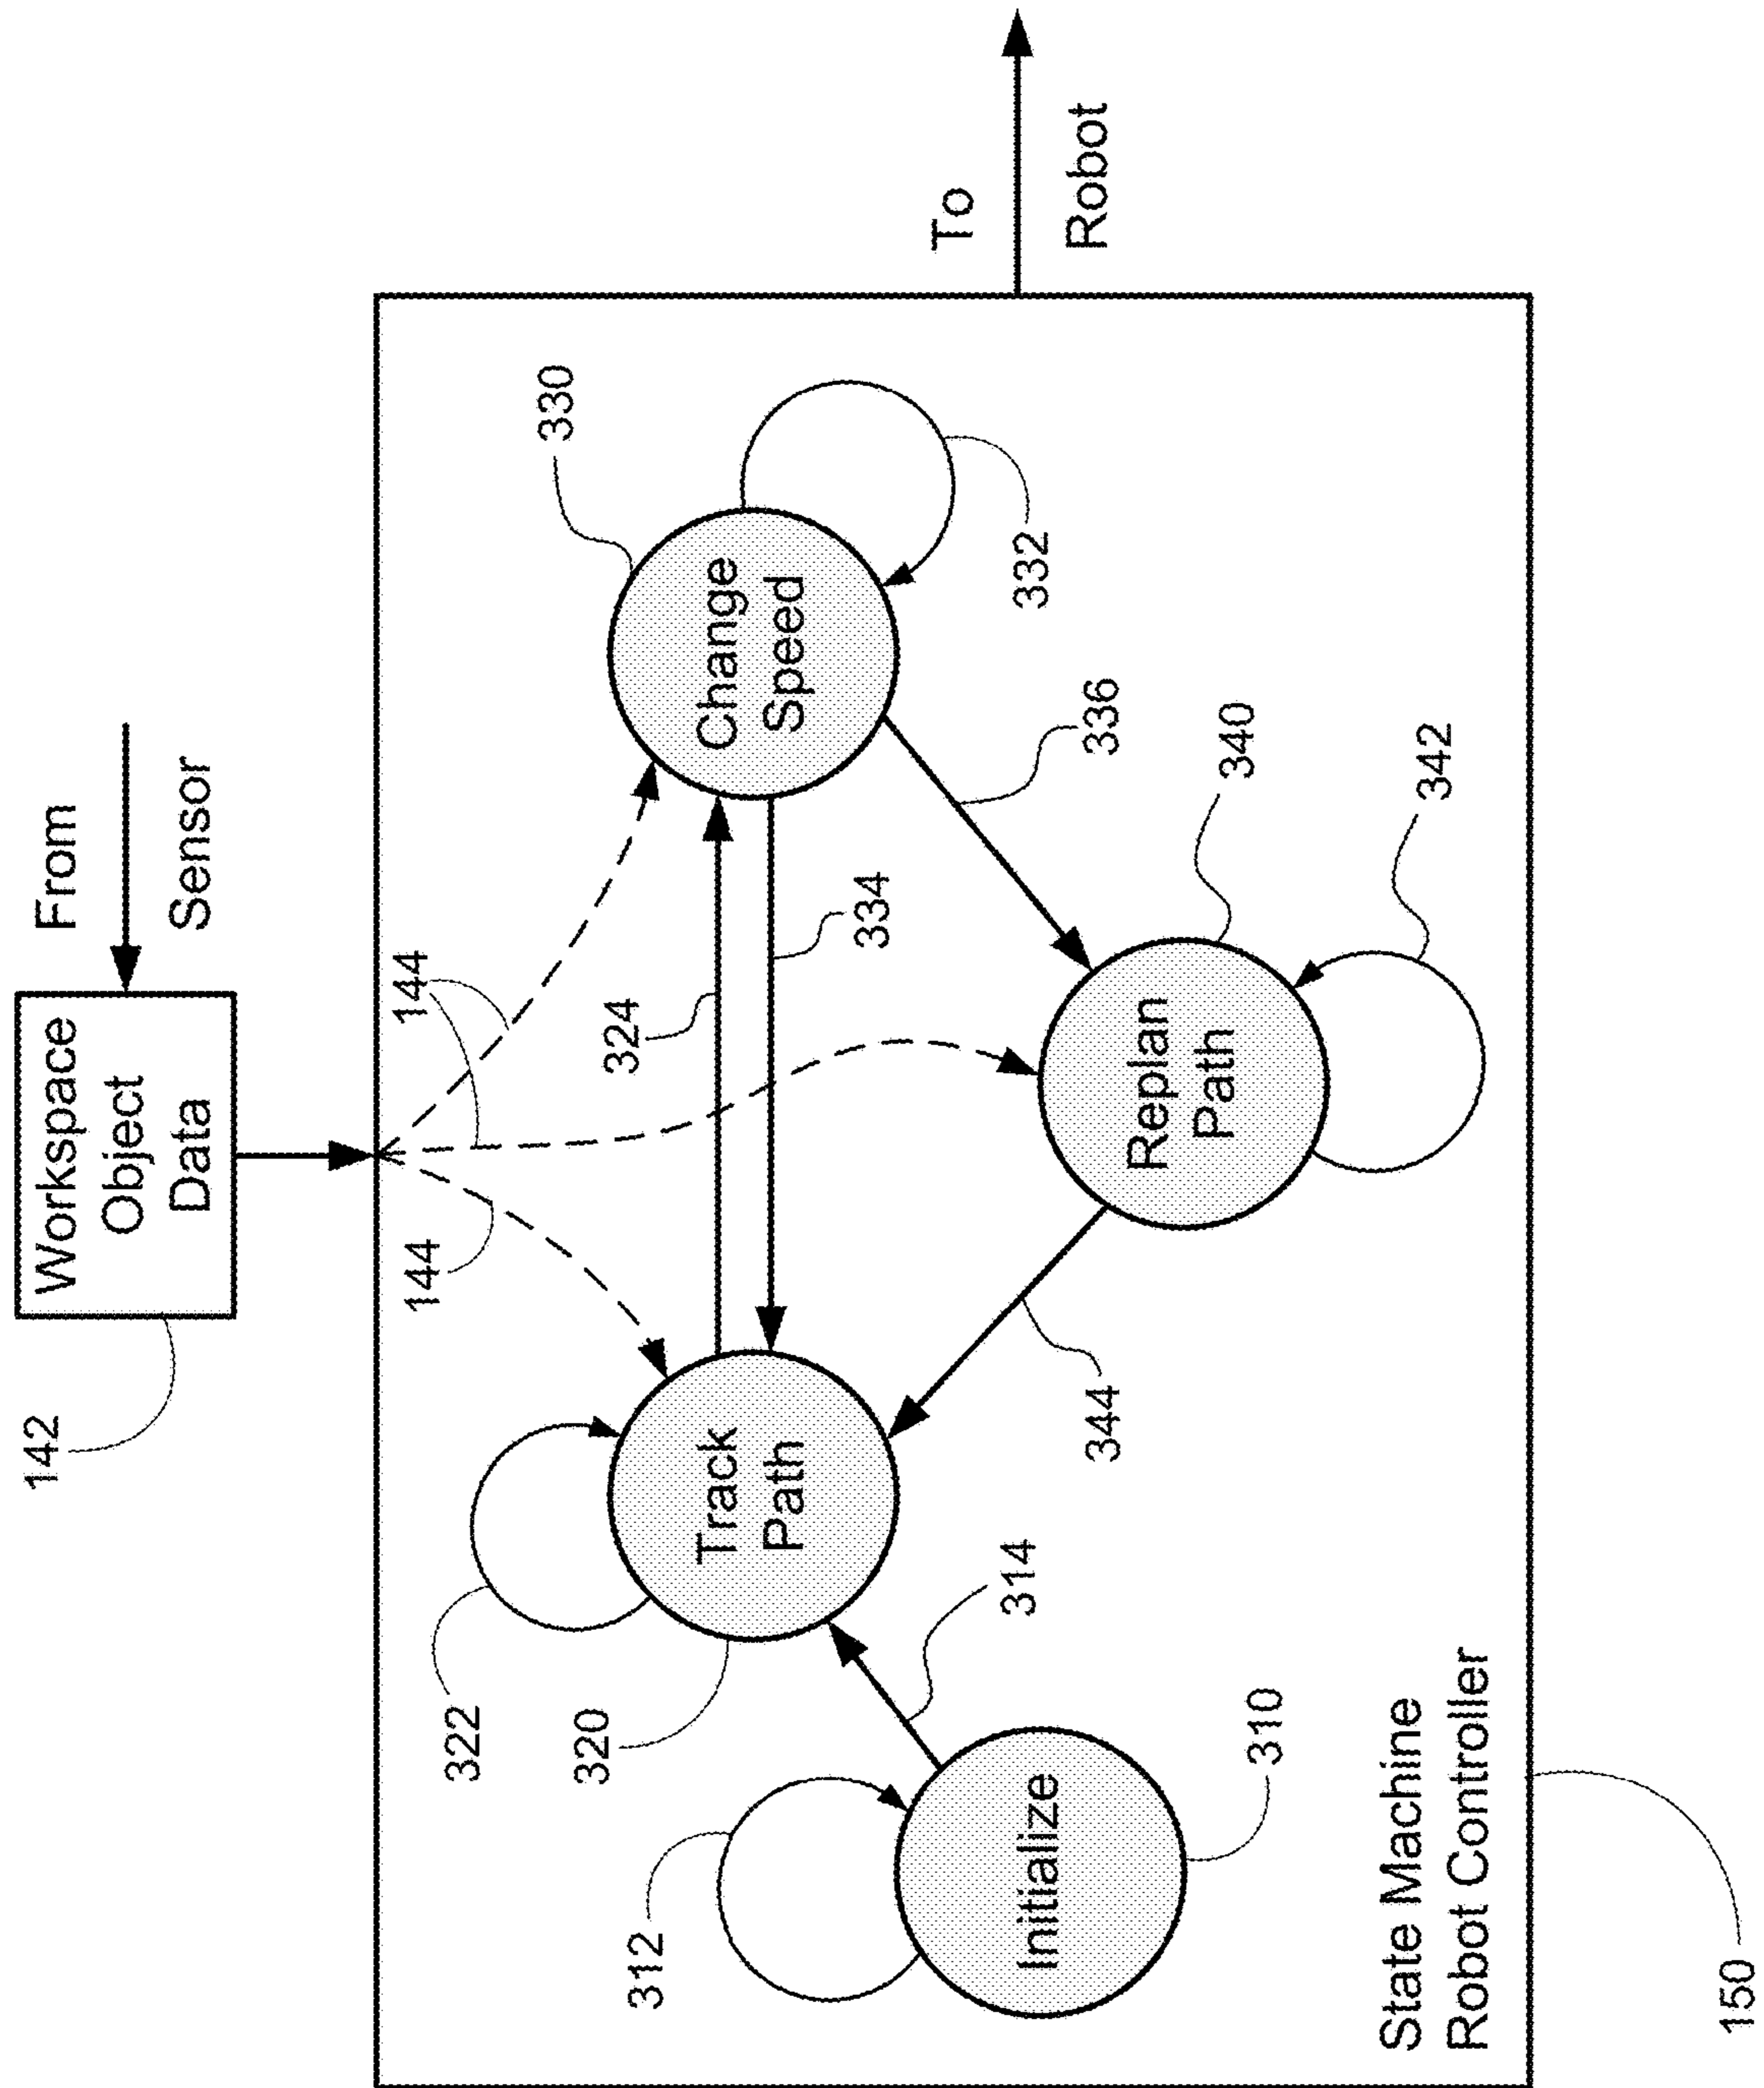 From
Sensor
Workspace
Object
Data
142
144
144
To
Robot
330
Change
Speed
332
324
334
336
322
320
Track
Path
340
Replan
Path
342
344
314
312
Initialize
310
State Machine
Robot Controller
150